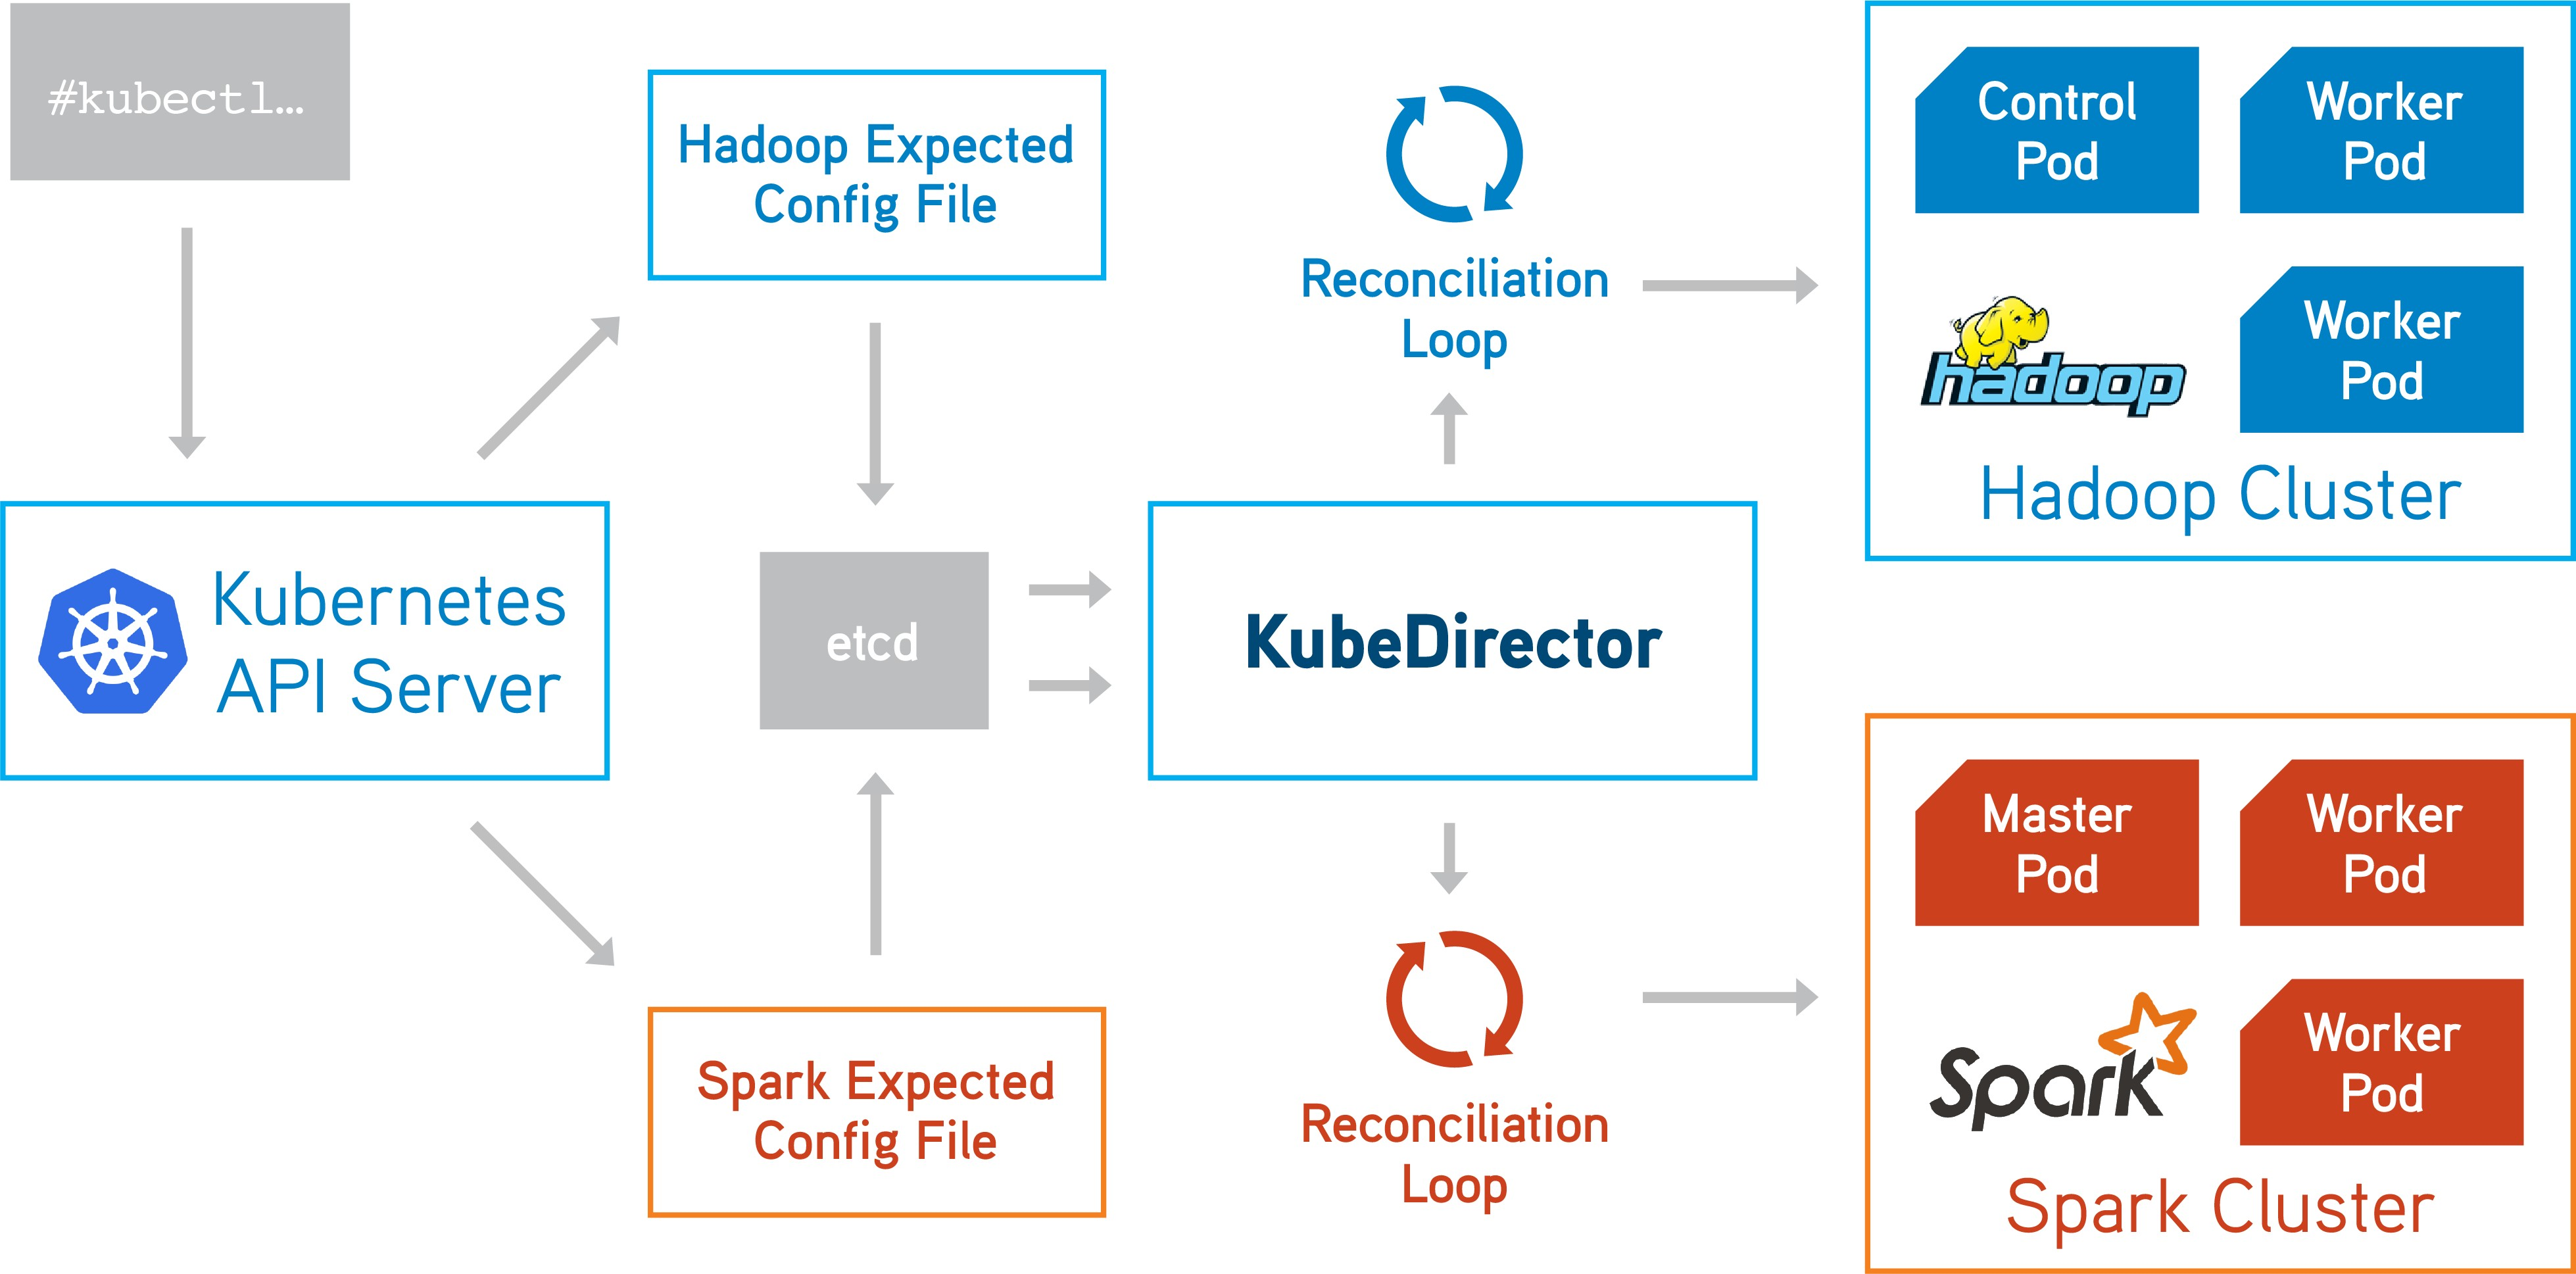 #kubectl…
Hadoop Expected
Config File
Reconciliation
Loop
Control
Pod
Worker
Pod
hadoop
Worker
Pod
Hadoop Cluster
Kubernetes
API Server
etcd
KubeDirector
Spark Expected
Config File
Reconciliation
Loop
Master
Pod
Worker
Pod
Spark
Worker
Pod
Spark Cluster